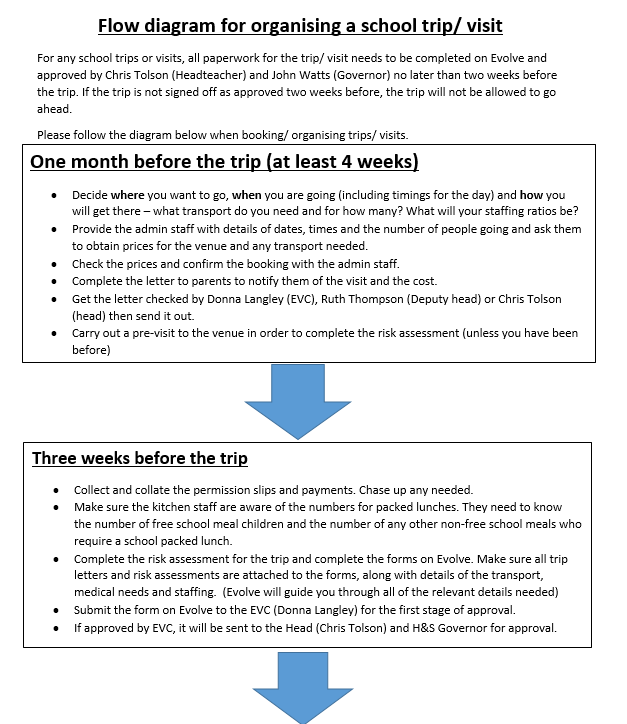 Flow diagram for organising a school trip/ visit
For any school trips or visits, all paperwork for the trip/ visit needs to be completed on Evolve and
approved by Chris Tolson (Headteacher) and John Watts (Governor) no later than two weeks before
the trip. If the trip is not signed off as approved two weeks before, the trip will not be allowed to go
ahead.
Please follow the diagram below when booking/ organising trips/ visits.
One month before the trip (at least 4 weeks)
• Decide where you want to go, when you are going (including timings for the day) and how you
will get there – what transport do you need and for how many? What will your staffing ratios be?
• Provide the admin staff with details of dates, times and the number of people going and ask them
to obtain prices for the venue and any transport needed.
• Check the prices and confirm the booking with the admin staff.
• Complete the letter to parents to notify them of the visit and the cost.
• Get the letter checked by Donna Langley (EVC), Ruth Thompson (Deputy head) or Chris Tolson
(head) then send it out.
• Carry out a pre-visit to the venue in order to complete the risk assessment (unless you have been
before)
Three weeks before the trip
• Collect and collate the permission slips and payments. Chase up any needed.
• Make sure the kitchen staff are aware of the numbers for packed lunches. They need to know
the number of free school meal children and the number of any other non-free school meals who
require a school packed lunch.
• Complete the risk assessment for the trip and complete the forms on Evolve. Make sure all trip
letters and risk assessments are attached to the forms, along with details of the transport,
medical needs and staffing. (Evolve will guide you through all of the relevant details needed)
• Submit the form on Evolve to the EVC (Donna Langley) for the first stage of approval.
• If approved by EVC, it will be sent to the Head (Chris Tolson) and H&S Governor for approval.